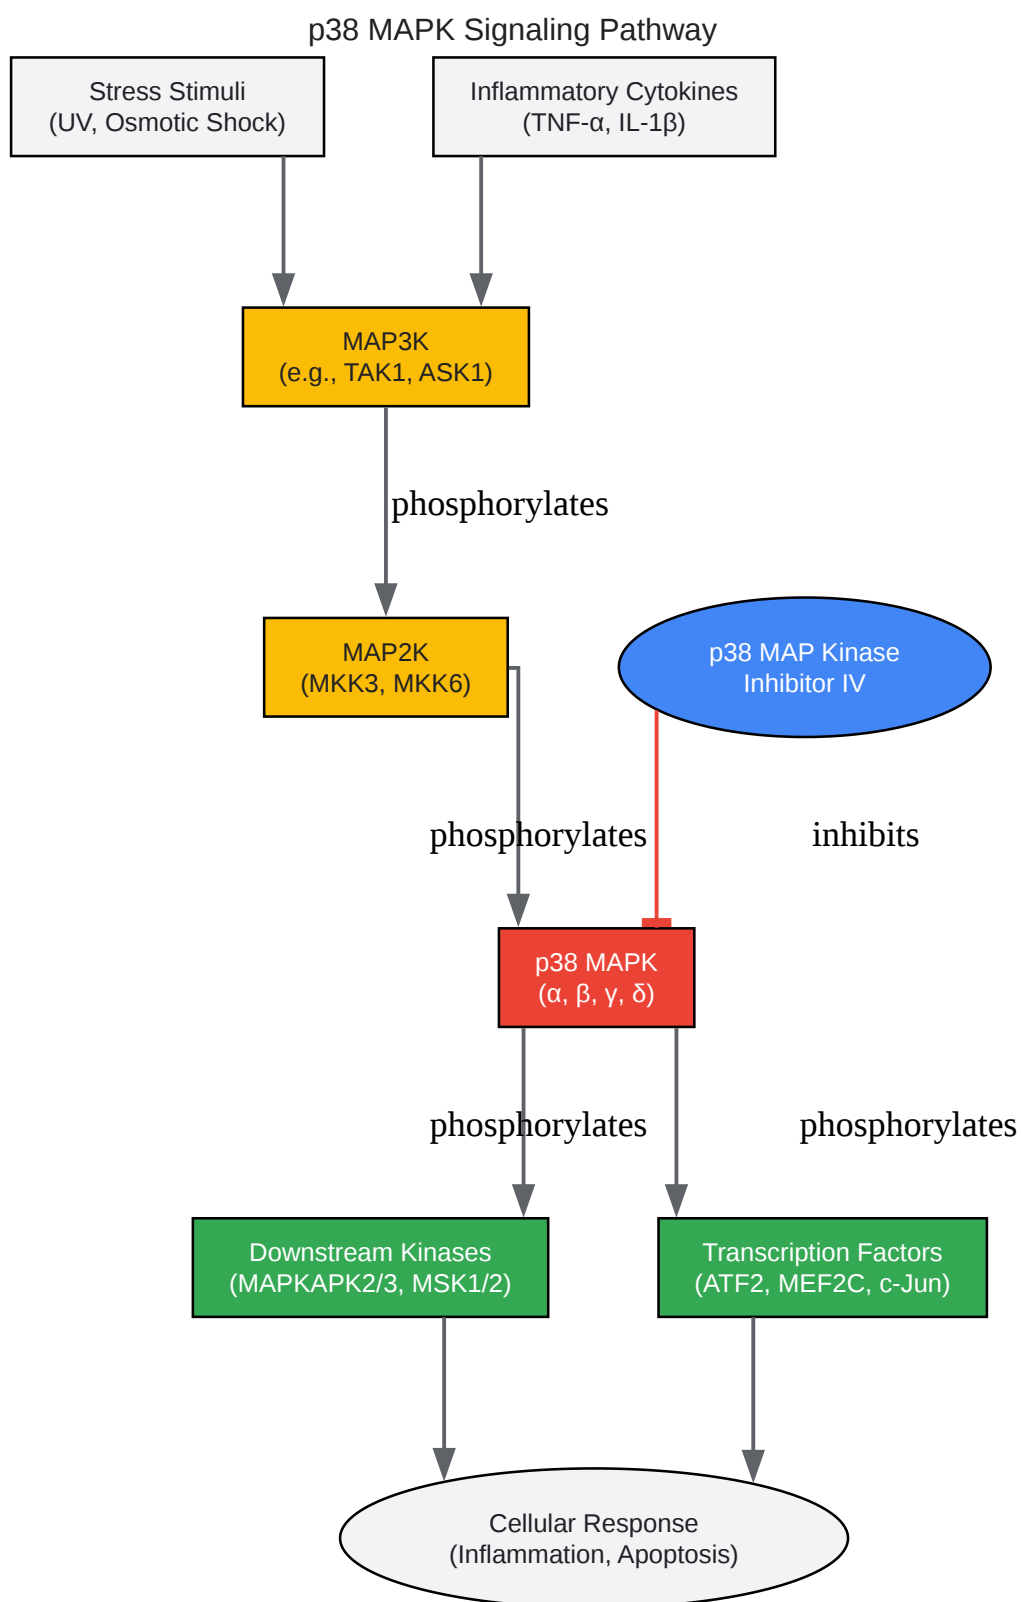 p38 MAPK Signaling Pathway
Stress Stimuli
(UV, Osmotic Shock)
Inflammatory Cytokines
(TNF-α, IL-1β)
MAP3K
(e.g., TAK1, ASK1)
phosphorylates
MAP2K
(MKK3, MKK6)
p38 MAP Kinase
Inhibitor IV
phosphorylates
inhibits
p38 MAPK
(α, β, γ, δ)
phosphorylates
phosphorylates
Downstream Kinases
(MAPKAPK2/3, MSK1/2)
Transcription Factors
(ATF2, MEF2C, c-Jun)
Cellular Response
(Inflammation, Apoptosis)